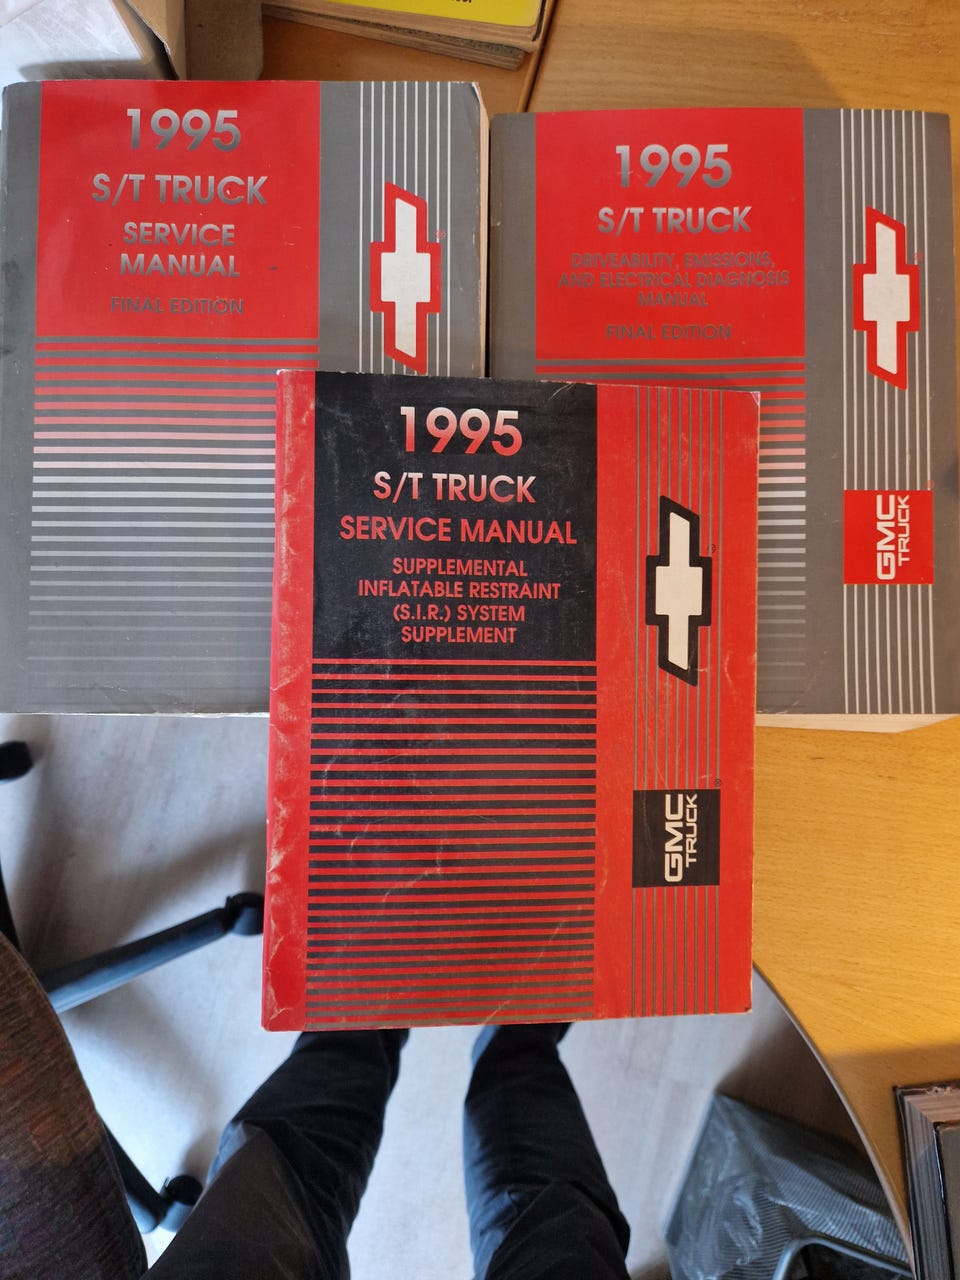 1995
S/T TRUCK
SERVICE
MANUAL
FINAL EDITION
®
1995
S/T TRUCK
DRIVEABILITY, EMISSIONS,
AND ELECTRICAL DIAGNOSIS
MANUAL
FINAL EDITION
®
GMC
TRUCK
®
1995
S/T TRUCK
SERVICE MANUAL
SUPPLEMENTAL
INFLATABLE RESTRAINT
(S.I.R.) SYSTEM
SUPPLEMENT
®
GMC
TRUCK
®